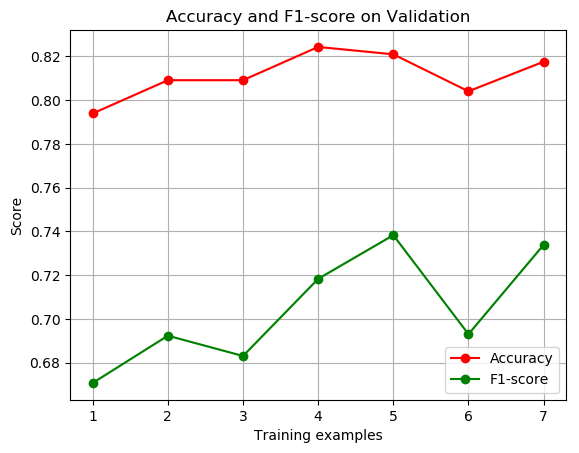 Accuracy and F1-score on Validation
0.82
0.80
0.78
0.76
0.74
0.72
0.70
0.68
Score
1 2 3 4 5 6 7
Training examples
Accuracy
F1-score